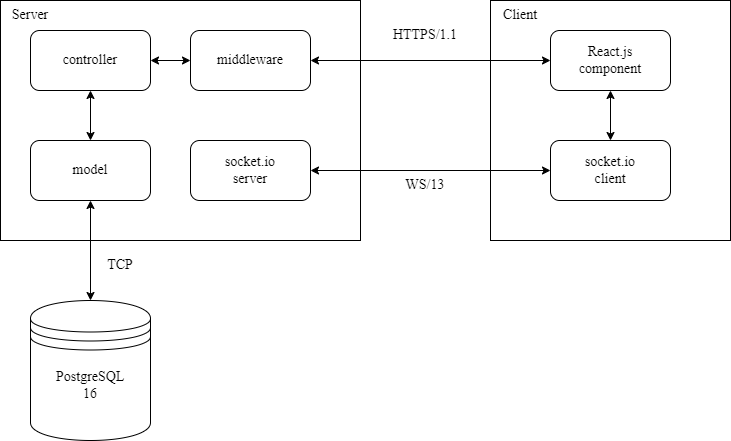 Server
Client
controller
middleware
HTTPS/1.1
React.js
component
model
socket.io
server
WS/13
socket.io
client
TCP
PostgreSQL
16